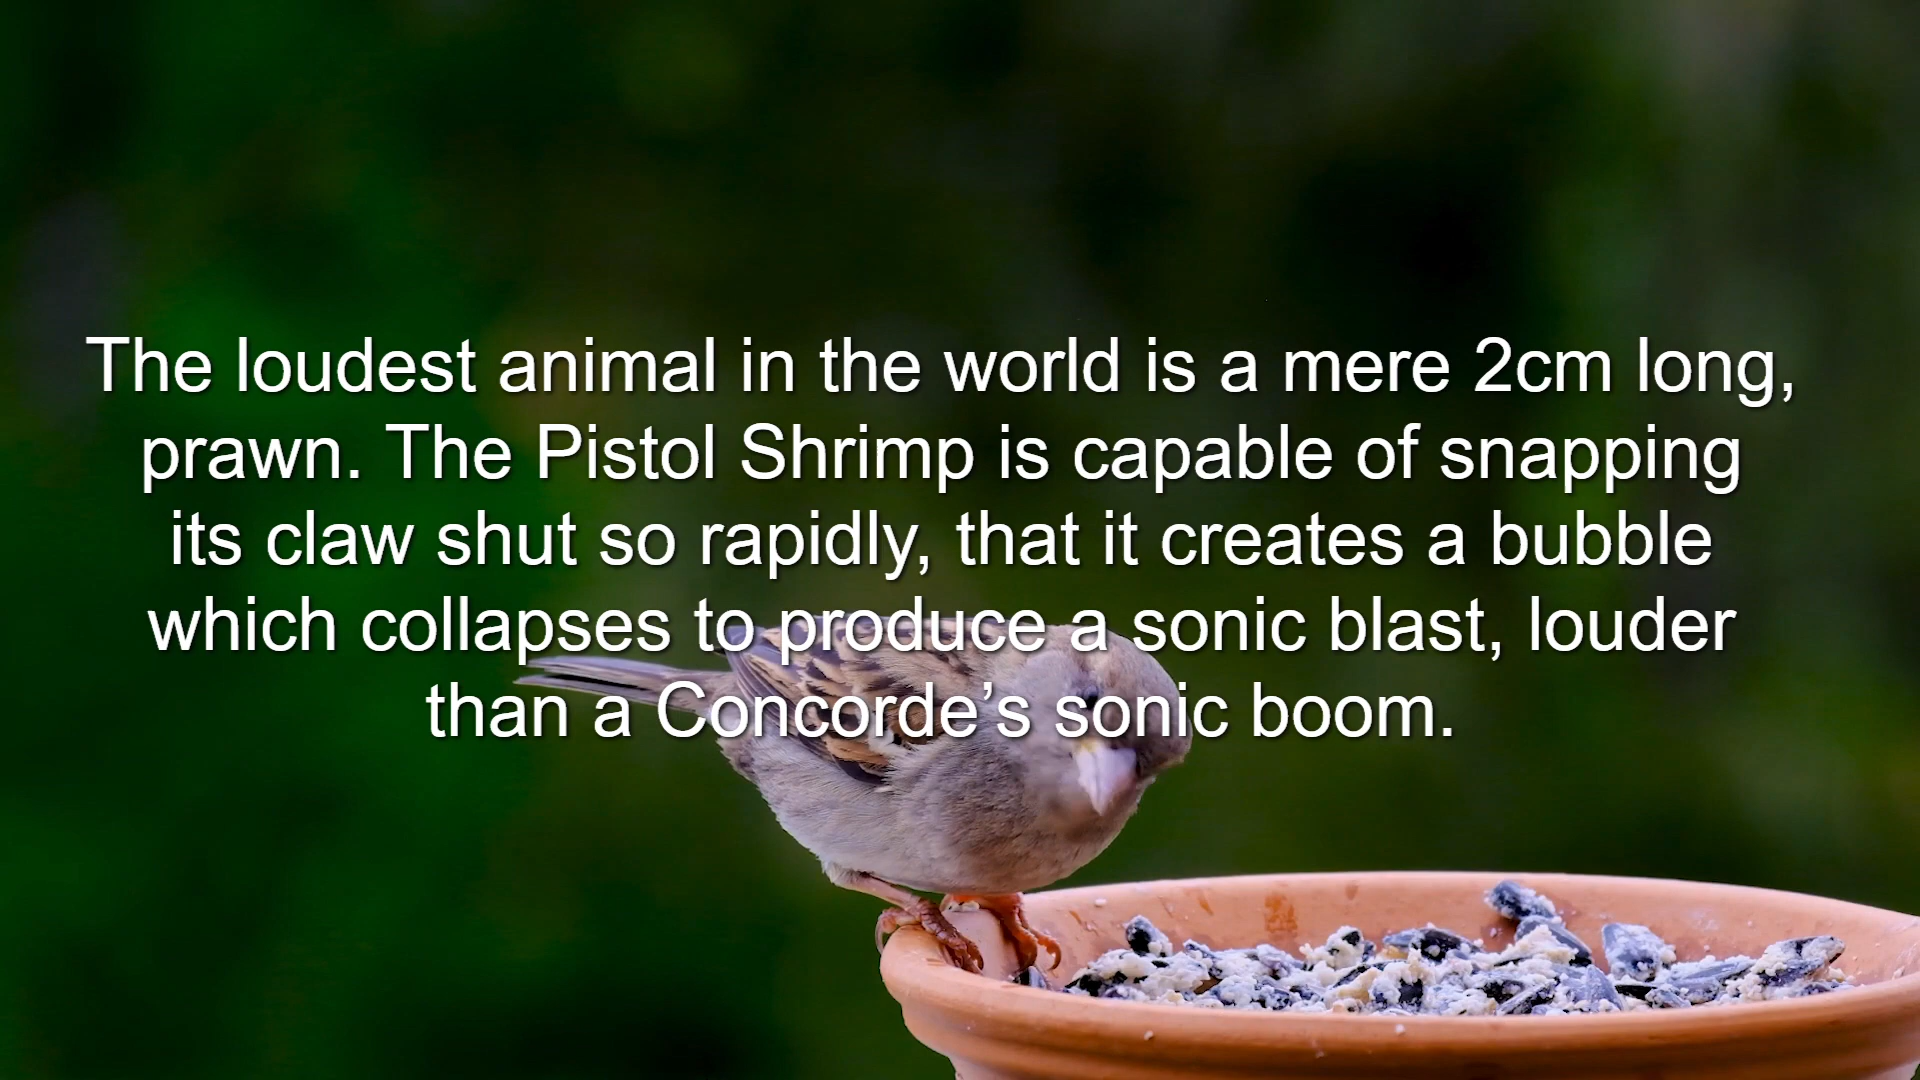 The loudest animal in the world is a mere 2cm long,
prawn. The Pistol Shrimp is capable of snapping
its claw shut so rapidly, that it creates a bubble
which collapses to produce a sonic blast, louder
than a Concorde’s sonic boom.